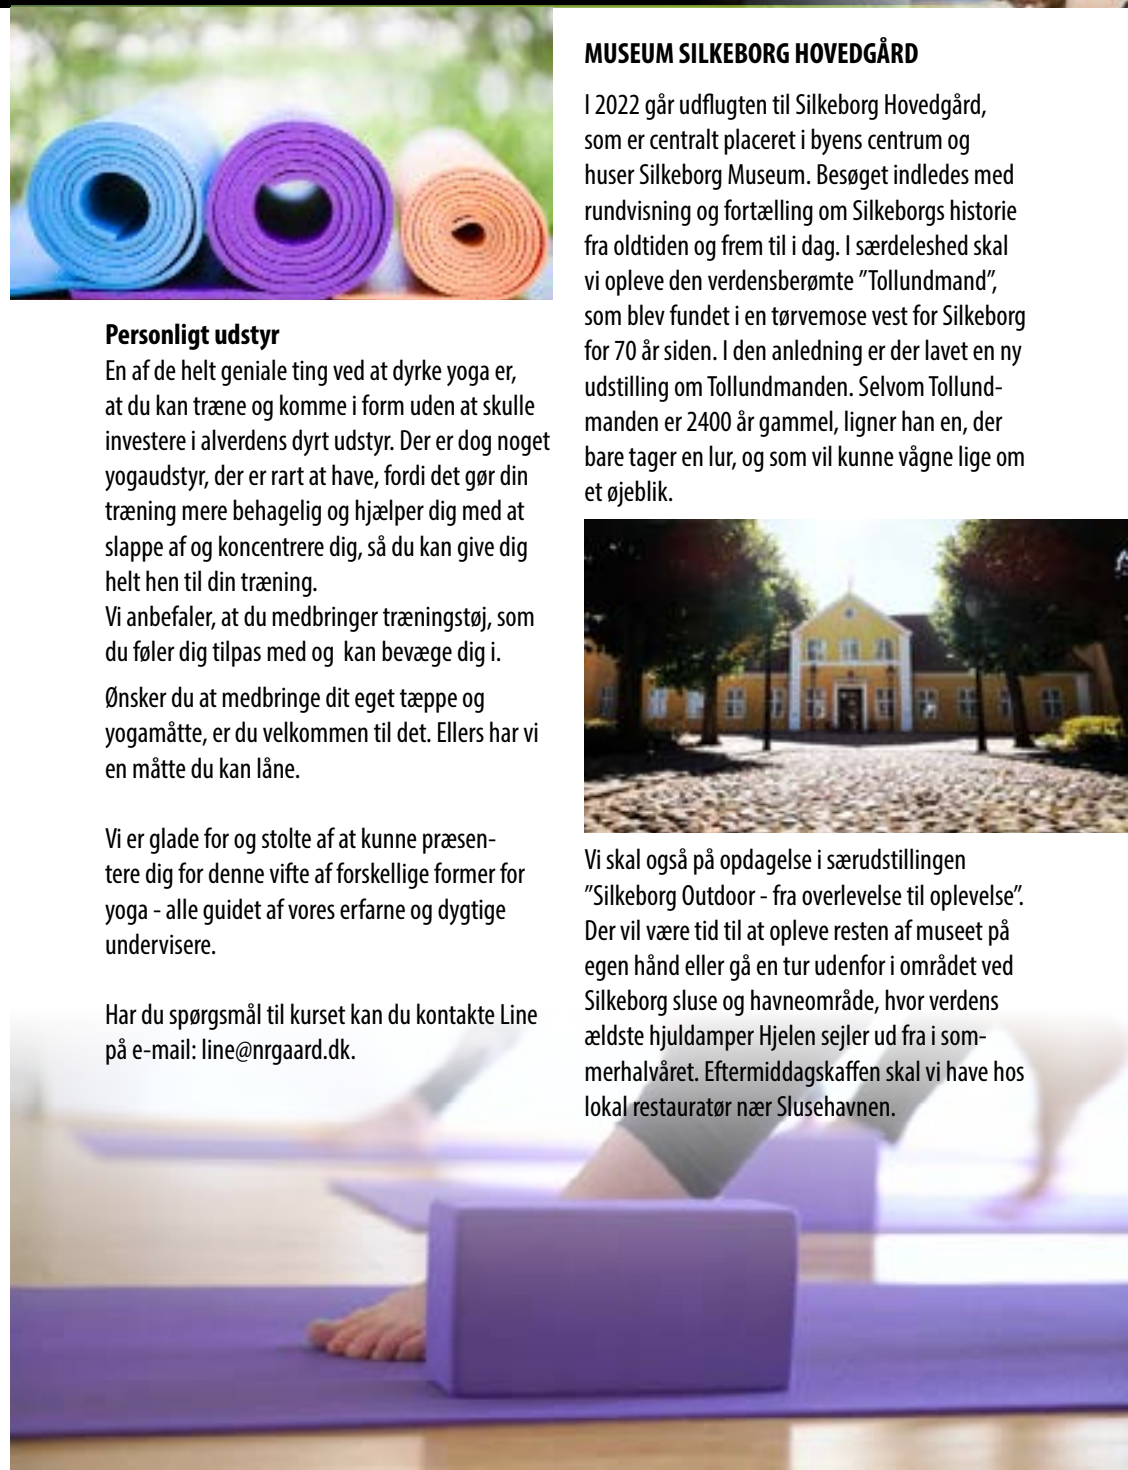 Personligt udstyr
En af de helt geniale ting ved at dyrke yoga er,
at du kan træne og komme i form uden at skulle
investere i alverdens dyrt udstyr. Der er dog noget
yogaudstyr, der er rart at have, fordi det gør din
træning mere behagelig og hjælper dig med at
slappe af og koncentrere dig, så du kan give dig
helt hen til din træning.
Vi anbefaler, at du medbringer træningstøj, som
du føler dig tilpas med og kan bevæge dig i.
Ønsker du at medbringe dit eget tæppe og
yogamåtte, er du velkommen til det. Ellers har vi
en måtte du kan låne.
Vi er glade for og stolte af at kunne præsen-
tere dig for denne vifte af forskellige former for
yoga - alle guidet af vores erfarne og dygtige
undervisere.
Har du spørgsmål til kurset kan du kontakte Line
på e-mail: line@nrgaard.dk.
MUSEUM SILKEBORG HOVEDGÅRD
I 2022 går udflugten til Silkeborg Hovedgård,
som er centralt placeret i byens centrum og
huser Silkeborg Museum. Besøget indledes med
rundvisning og fortælling om Silkeborgs historie
fra oldtiden og frem til i dag. I særdeleshed skal
vi opleve den verdensberømte ”Tollundmand”,
som blev fundet i en tørvemose vest for Silkeborg
for 70 år siden. I den anledning er der lavet en ny
udstilling om Tollundmanden. Selvom Tollund-
manden er 2400 år gammel, ligner han en, der
bare tager en lur, og som vil kunne vågne lige om
et øjeblik.
Vi skal også på opdagelse i særudstillingen
”Silkeborg Outdoor - fra overlevelse til oplevelse”.
Der vil være tid til at opleve resten af museet på
egen hånd eller gå en tur udenfor i området ved
Silkeborg sluse og havneområde, hvor verdens
ældste hjuldamper Hjelen sejler ud fra i som-
merhalvåret. Eftermiddagskaffen skal vi have hos
lokal restauratør nær Slusehavnen.